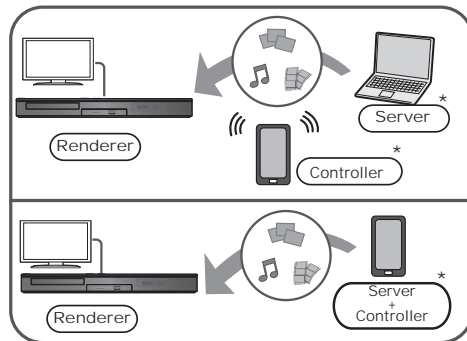 *
Server
Renderer
*
Controller
*
Server
+
Controller
Renderer